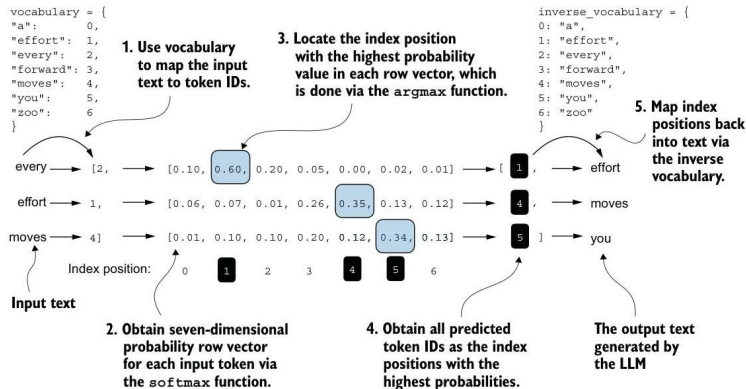 vocabulary = {
"a": 0,
"effort": 1,
"every": 2,
"forward": 3,
"moves": 4,
"you": 5,
"zoo": 6
}
1. Use vocabulary
to map the input
text to token IDs.
3. Locate the index position
with the highest probability
value in each row vector, which
is done via the argmax function.
inverse_vocabulary = {
0: "a",
1: "effort",
2: "every",
3: "forward",
4: "moves",
5: "you",
6: "zoo"
}
5. Map index
positions back
into text via
the inverse
vocabulary.
every [2, [0.10, 0.60, 0.20, 0.05, 0.00, 0.02, 0.01] [ 1 , effort
effort 1, [0.06, 0.07, 0.01, 0.26, 0.35, 0.13, 0.12] 4 , moves
moves 4] [0.01, 0.10, 0.10, 0.20, 0.12, 0.34, 0.13] 5 ] you
Index position: 0 1 2 3 4 5 6
Input text
2. Obtain seven-dimensional
probability row vector
for each input token via
the softmax function.
4. Obtain all predicted
token IDs as the index
positions with the
highest probabilities.
The output text
generated by
the LLM